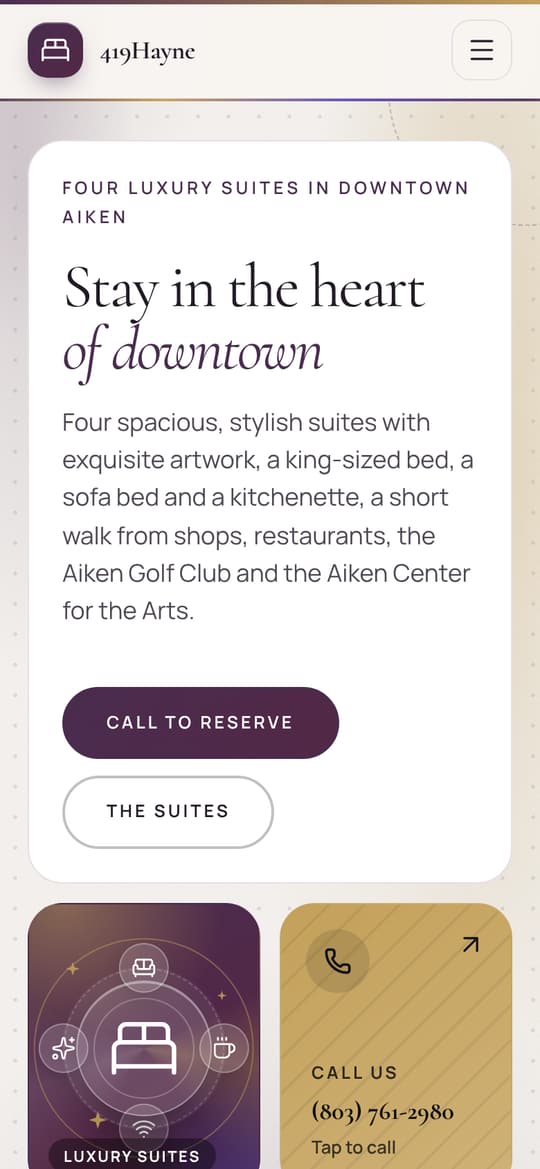 419Hayne
FOUR LUXURY SUITES IN DOWNTOWN
AIKEN
Stay in the heart
of downtown
Four spacious, stylish suites with
exquisite artwork, a king-sized bed, a
sofa bed and a kitchenette, a short
walk from shops, restaurants, the
Aiken Golf Club and the Aiken Center
for the Arts.
CALL TO RESERVE
THE SUITES
LUXURY SUITES
CALL US
(803) 761-2980
Tap to call